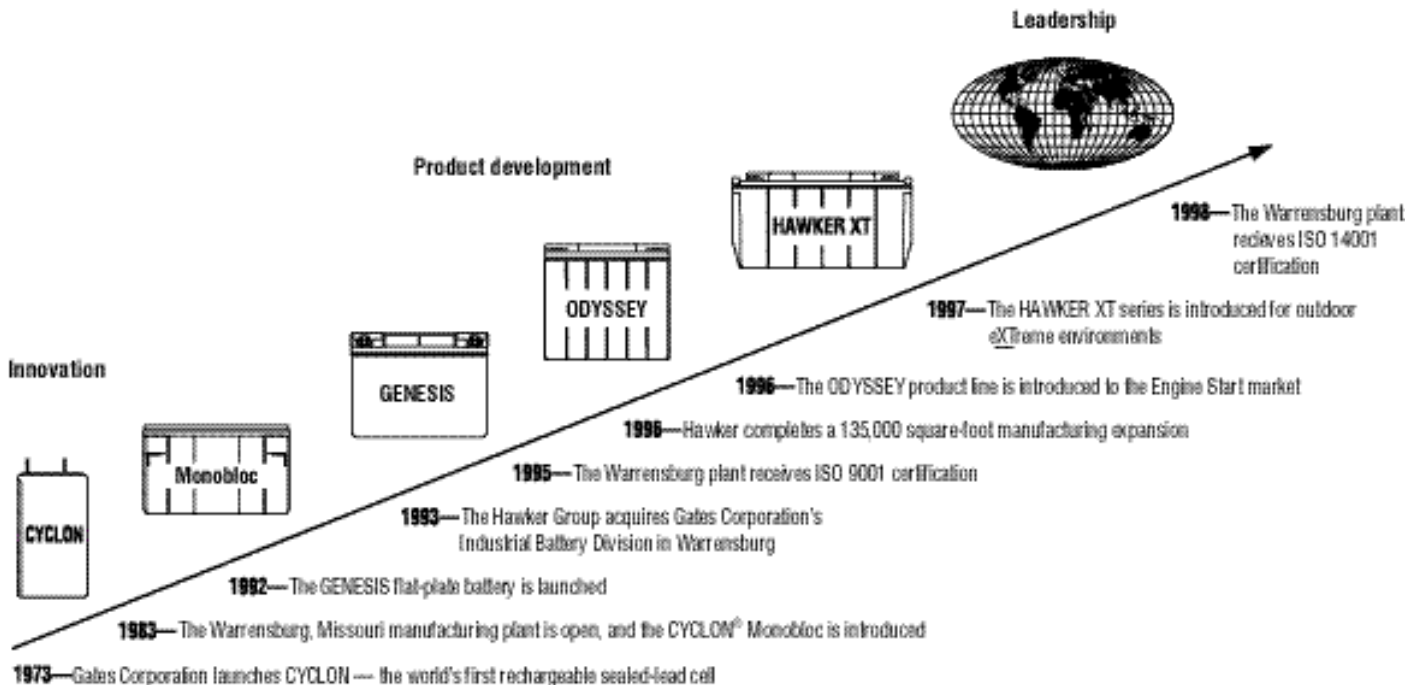 Leadership
Product development
HAWKER XT
1998—The Warrensburg plant
recieves ISO 14001
certification
ODYSSEY
1997—The HAWKER XT series is introduced for outdoor
eXTreme environments
Innovation
GENESIS
1996—The ODYSSEY product line is introduced to the Engine Start market
1996—Hawker completes a 135,000 square-foot manufacturing expansion
Monobloc
1995—The Warrensburg plant receives ISO 9001 certification
CYCLON
1993—The Hawker Group acquires Gates Corporation's
Industrial Battery Division in Warrensburg
1992—The GENESIS flat-plate battery is launched
1983—The Warrensburg, Missouri manufacturing plant is open, and the CYCLON® Monobloc is introduced
1973—Gates Corporation launches CYCLON — the world's first rechargeable sealed-lead cell